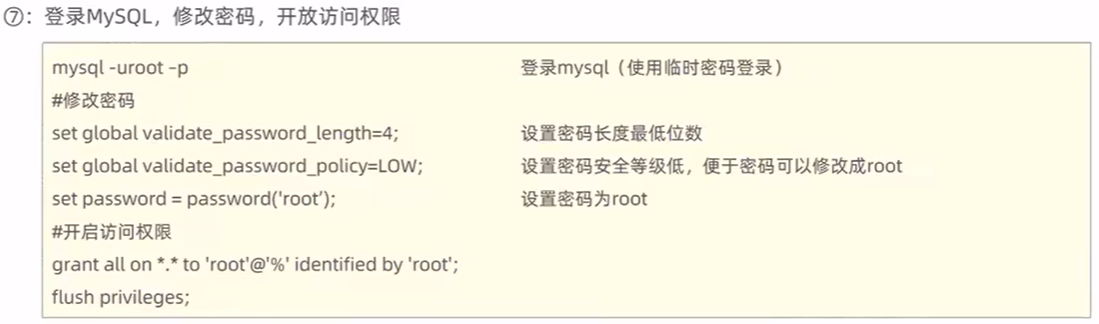 ⑦：登录MySQL，修改密码，开放访问权限
mysql -uroot –p 登录mysql（使用临时密码登录）
#修改密码
set global validate_password_length=4; 设置密码长度最低位数
set global validate_password_policy=LOW; 设置密码安全等级低，便于密码可以修改成root
set password = password('root’); 设置密码为root
#开启访问权限
grant all on *.* to 'root'@'%' identified by 'root';
flush privileges;